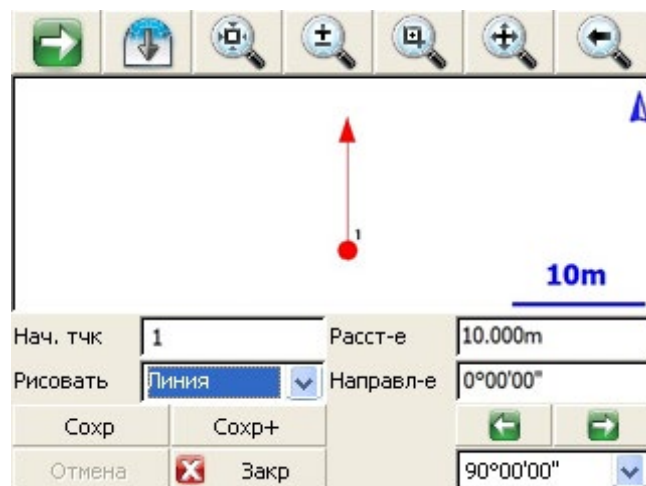 1
10m
Нач. тчк 1 Расст-е 10.000m
Рисовать Линия Направл-е 0°00'00"
Сохр Сохр+
Отмена Закр 90°00'00"